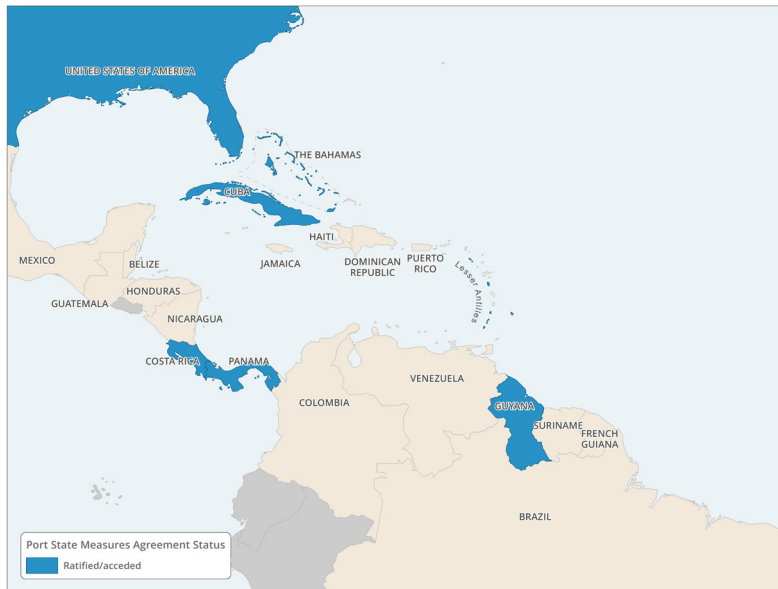 UNITED STATES OF AMERICA
THE BAHAMAS
CUBA
HAITI
DOMINICAN
REPUBLIC
PUERTO
RICO
JAMAICA
Lesser Antilles
MEXICO
BELIZE
GUATEMALA
HONDURAS
NICARAGUA
COSTA RICA
PANAMA
COLOMBIA
VENEZUELA
GUYANA
SURINAME
FRENCH
GUIANA
BRAZIL
Port State Measures Agreement Status
Ratified/acceded